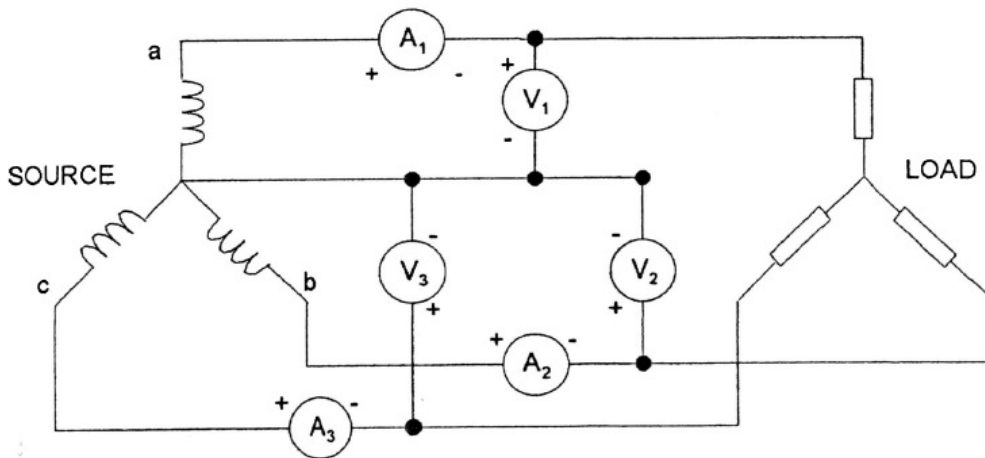 a
A1
+ -
+
V1
-
SOURCE
LOAD
-
V3
+
-
V2
+
c
b
+ -
A2
+ -
A3